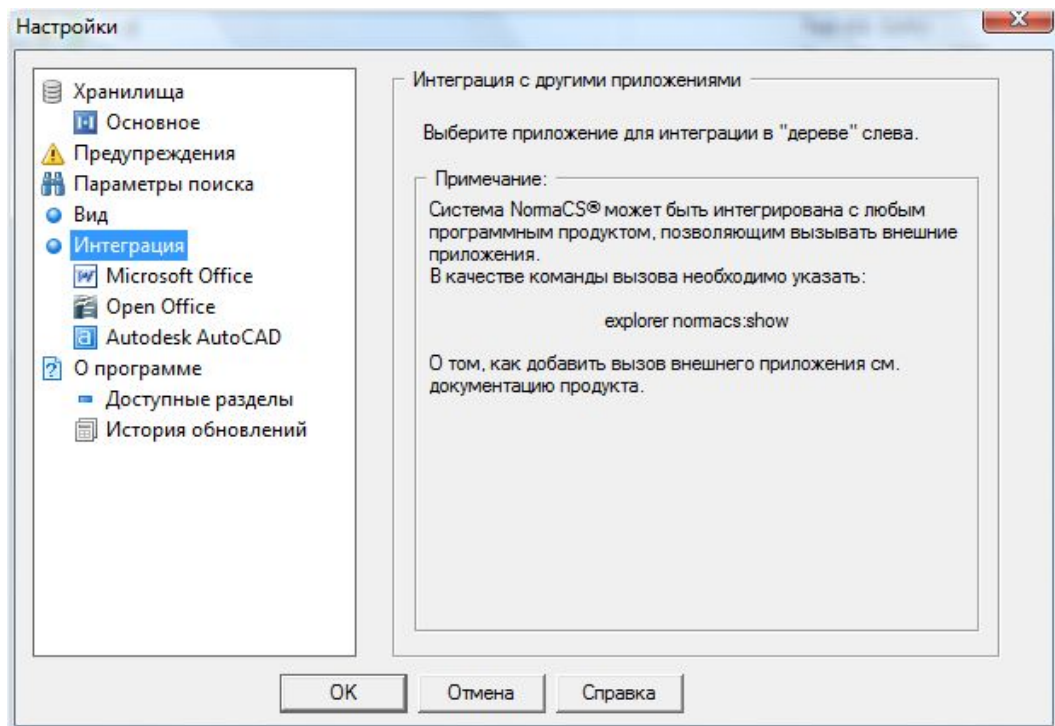 Настройки
Хранилища
Основное
Предупреждения
Параметры поиска
Вид
Интеграция
Microsoft Office
Open Office
Autodesk AutoCAD
О программе
Доступные разделы
История обновлений
Интеграция с другими приложениями
Выберите приложение для интеграции в "дереве" слева.
Примечание:
Система NormaCS® может быть интегрирована с любым
программным продуктом, позволяющим вызывать внешние
приложения.
В качестве команды вызова необходимо указать:
explorer normacs:show
О том, как добавить вызов внешнего приложения см.
документацию продукта.
OK
Отмена
Справка